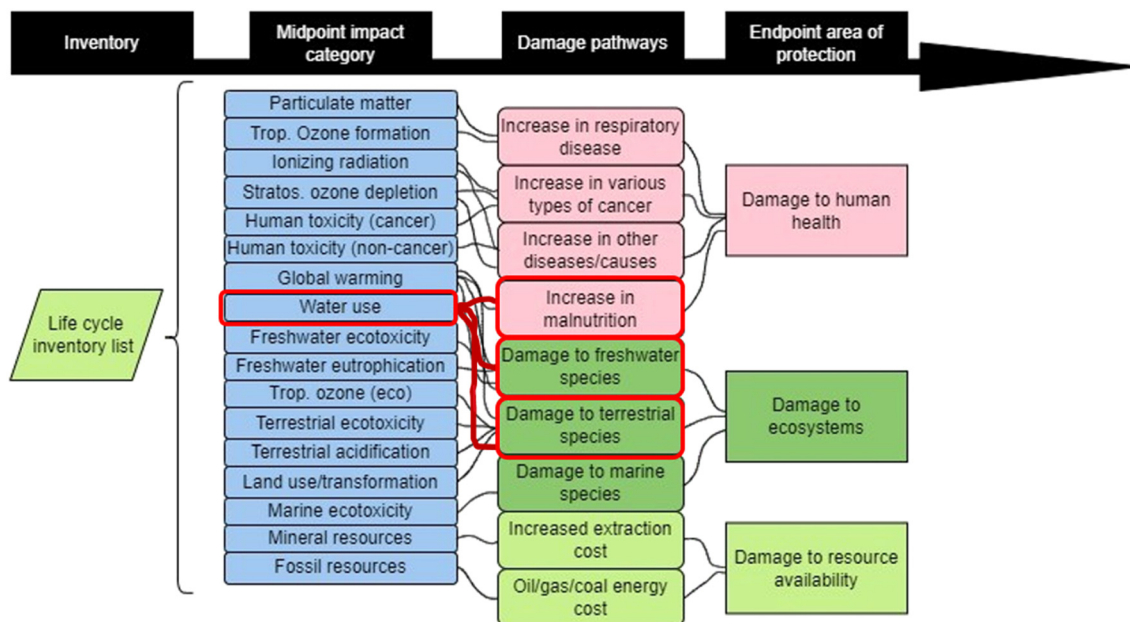 Inventory
Midpoint impact
category
Damage pathways
Endpoint area of
protection
Life cycle
inventory list
Particulate matter
Trop. Ozone formation
Ionizing radiation
Stratos. ozone depletion
Human toxicity (cancer)
Human toxicity (non-cancer)
Global warming
Water use
Freshwater ecotoxicity
Freshwater eutrophication
Trop. ozone (eco)
Terrestrial ecotoxicity
Terrestrial acidification
Land use/transformation
Marine ecotoxicity
Mineral resources
Fossil resources
Increase in respiratory
disease
Increase in various
types of cancer
Increase in other
diseases/causes
Increase in
malnutrition
Damage to freshwater
species
Damage to terrestrial
species
Damage to marine
species
Increased extraction
cost
Oil/gas/coal energy
cost
Damage to human
health
Damage to
ecosystems
Damage to resource
availability